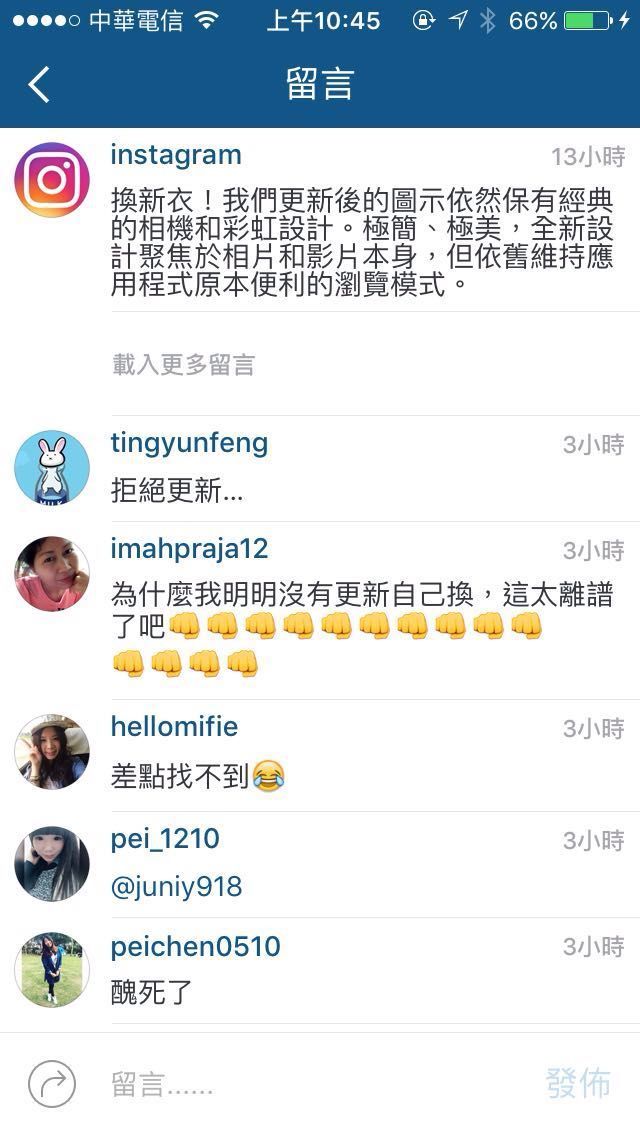 中華電信 上午10:45 66%
留言
instagram 13小時
換新衣！我們更新後的圖示依然保有經典
的相機和彩虹設計。極簡、極美，全新設
計聚焦於相片和影片本身，但依舊維持應
用程式原本便利的瀏覽模式。
載入更多留言
tingyunfeng 3小時
拒絕更新...
imahpraja12 3小時
為什麼我明明沒有更新自己換，這太離譜
了吧👊👊👊👊👊👊👊👊👊👊
👊👊👊👊
hellomifie 3小時
差點找不到😂
pei_1210 3小時
@juniy918
peichen0510 3小時
醜死了
留言...... 發佈
MILK